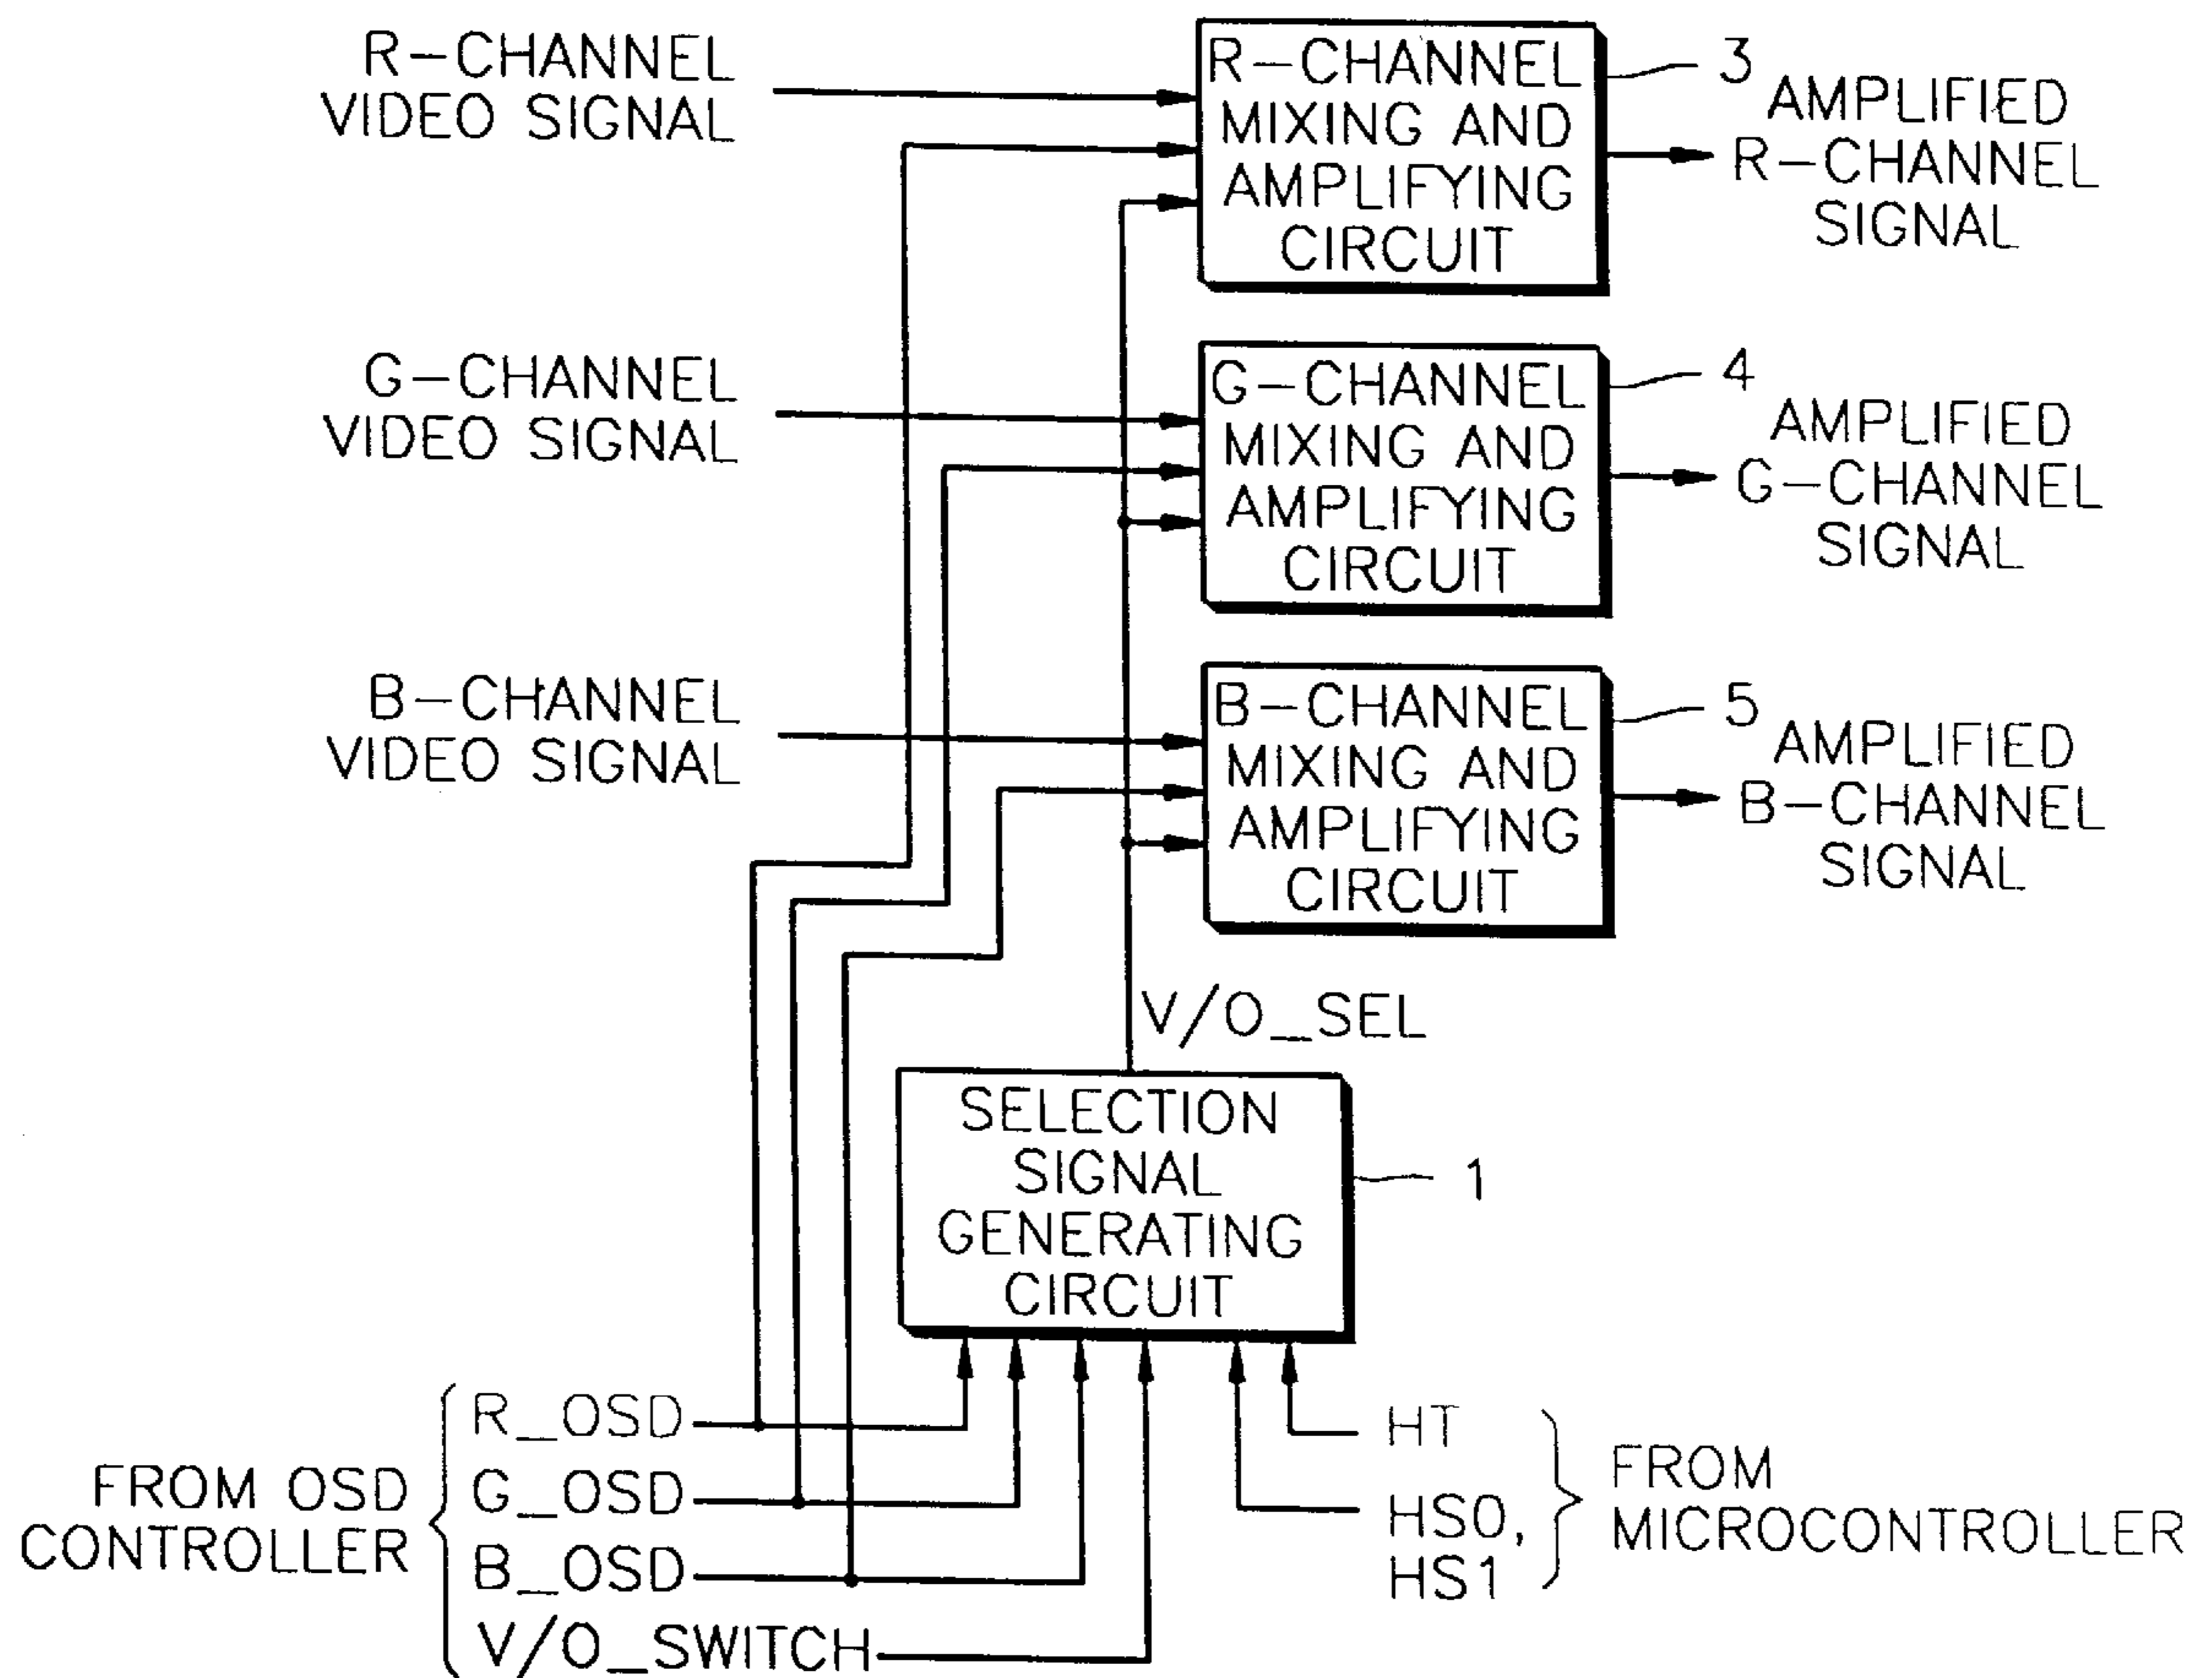 R-CHANNEL
VIDEO SIGNAL
R-CHANNEL
MIXING AND
AMPLIFYING
CIRCUIT
3
AMPLIFIED
R-CHANNEL
SIGNAL
G-CHANNEL
VIDEO SIGNAL
G-CHANNEL
MIXING AND
AMPLIFYING
CIRCUIT
4
AMPLIFIED
G-CHANNEL
SIGNAL
B-CHANNEL
VIDEO SIGNAL
B-CHANNEL
MIXING AND
AMPLIFYING
CIRCUIT
5
AMPLIFIED
B-CHANNEL
SIGNAL
V/O_SEL
SELECTION
SIGNAL
GENERATING
CIRCUIT
1
FROM OSD
CONTROLLER
R_OSD
G_OSD
B_OSD
V/O_SWITCH
HT
HS0,
HS1
FROM
MICROCONTROLLER